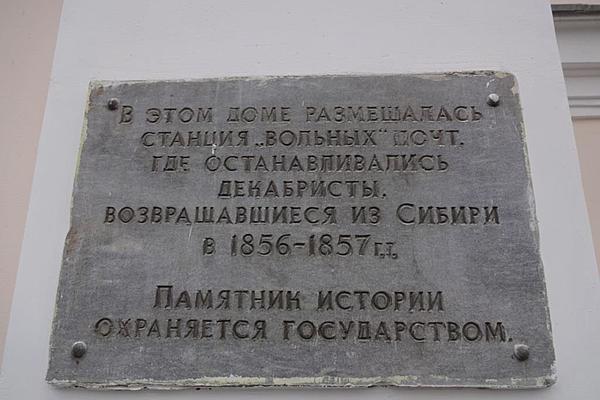 В ЭТОМ ДОМЕ РАЗМЕЩАЛАСЬ
СТАНЦИЯ „ВОЛЬНЫХ" ПОЧТ,
ГДЕ ОСТАНАВЛИВАЛИСЬ
ДЕКАБРИСТЫ,
ВОЗВРАЩАВШИЕСЯ ИЗ СИБИРИ
В 1856-1857 г.г.
ПАМЯТНИК ИСТОРИИ
ОХРАНЯЕТСЯ ГОСУДАРСТВОМ.